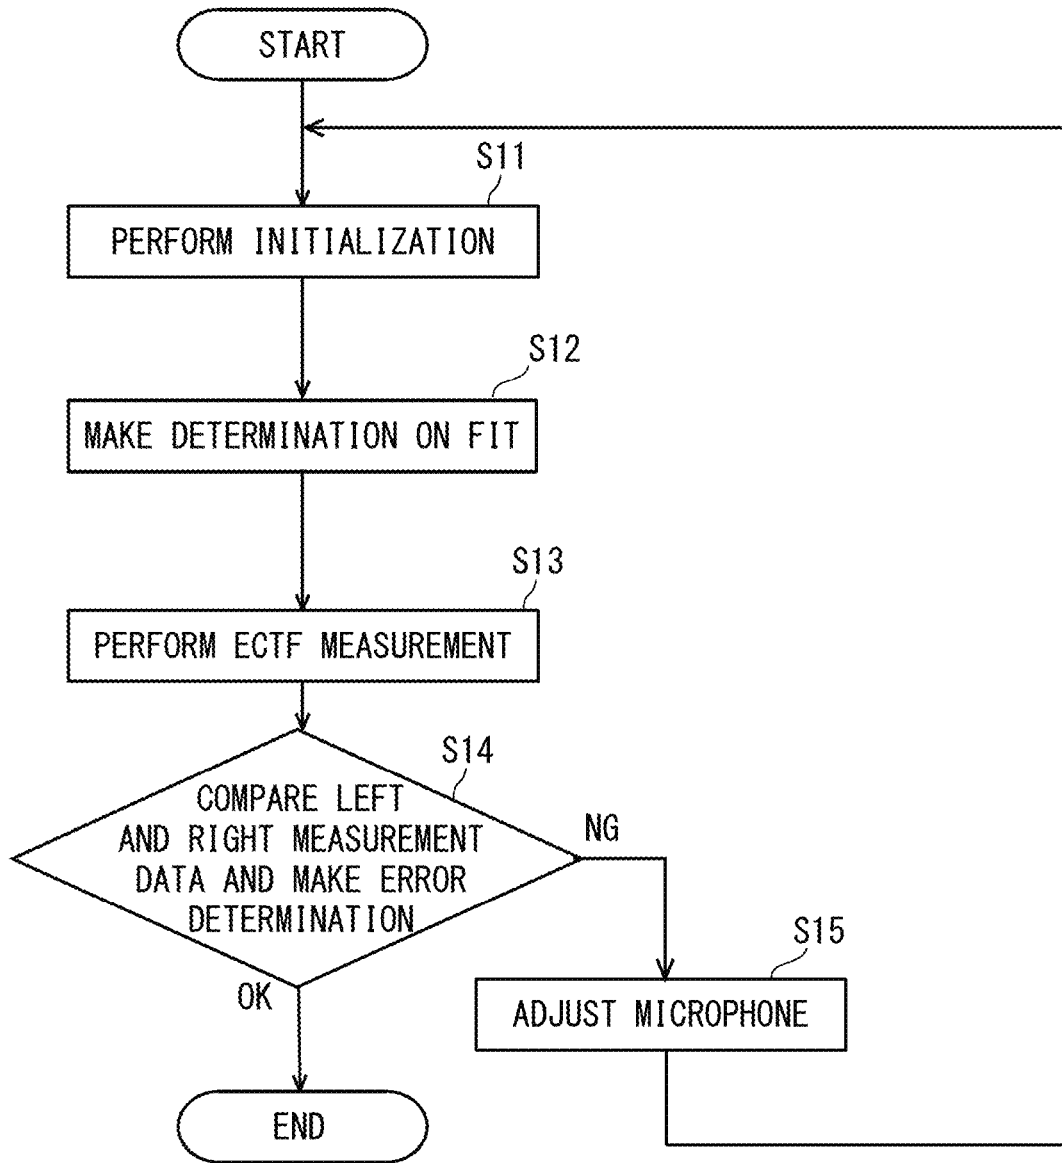 START
S11
PERFORM INITIALIZATION
S12
MAKE DETERMINATION ON FIT
S13
PERFORM ECTF MEASUREMENT
S14
COMPARE LEFT
AND RIGHT MEASUREMENT
DATA AND MAKE ERROR
DETERMINATION
NG
S15
ADJUST MICROPHONE
OK
END